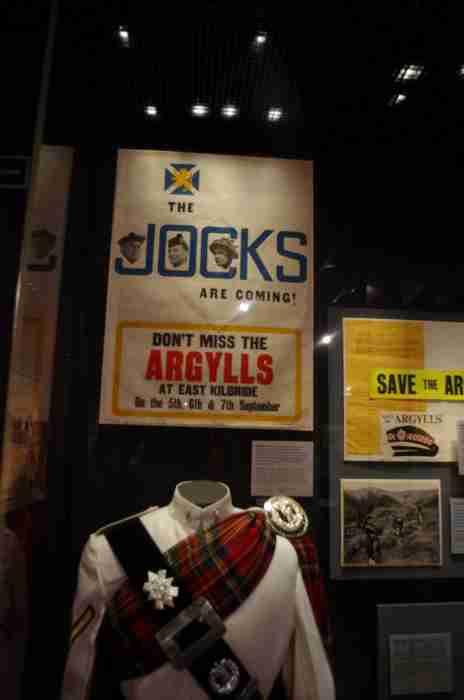 THE
JOCKS
ARE COMING!
DON'T MISS THE
ARGYLLS
AT EAST KILBRIDE
On the 5th, 6th & 7th September
SAVE THE AR
ARGYLLS